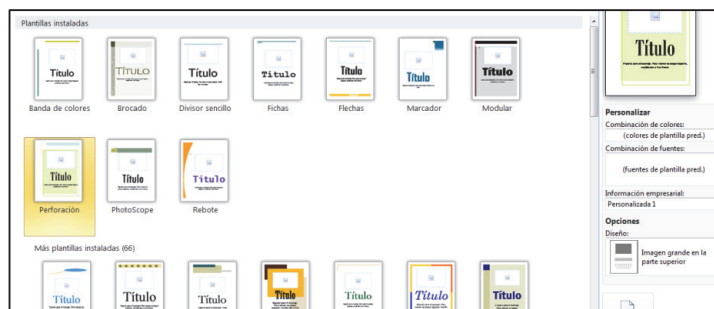 Plantillas instaladas
Título
Título
Título
Título
Título
Título
Título
Banda de colores
Brocado
Divisor sencillo
Fichas
Flechas
Marcador
Modular
Título
Título
Título
Perforación
PhotoScope
Rebote
Más plantillas instaladas (66)
Título
Título
Título
Título
Título
Título
Título
Título
Personalizar
Combinación de colores:
(colores de plantilla pred.)
Combinación de fuentes:
(fuentes de plantilla pred.)
Información empresarial:
Personalizada 1
Opciones
Diseño:
Imagen grande en la
parte superior